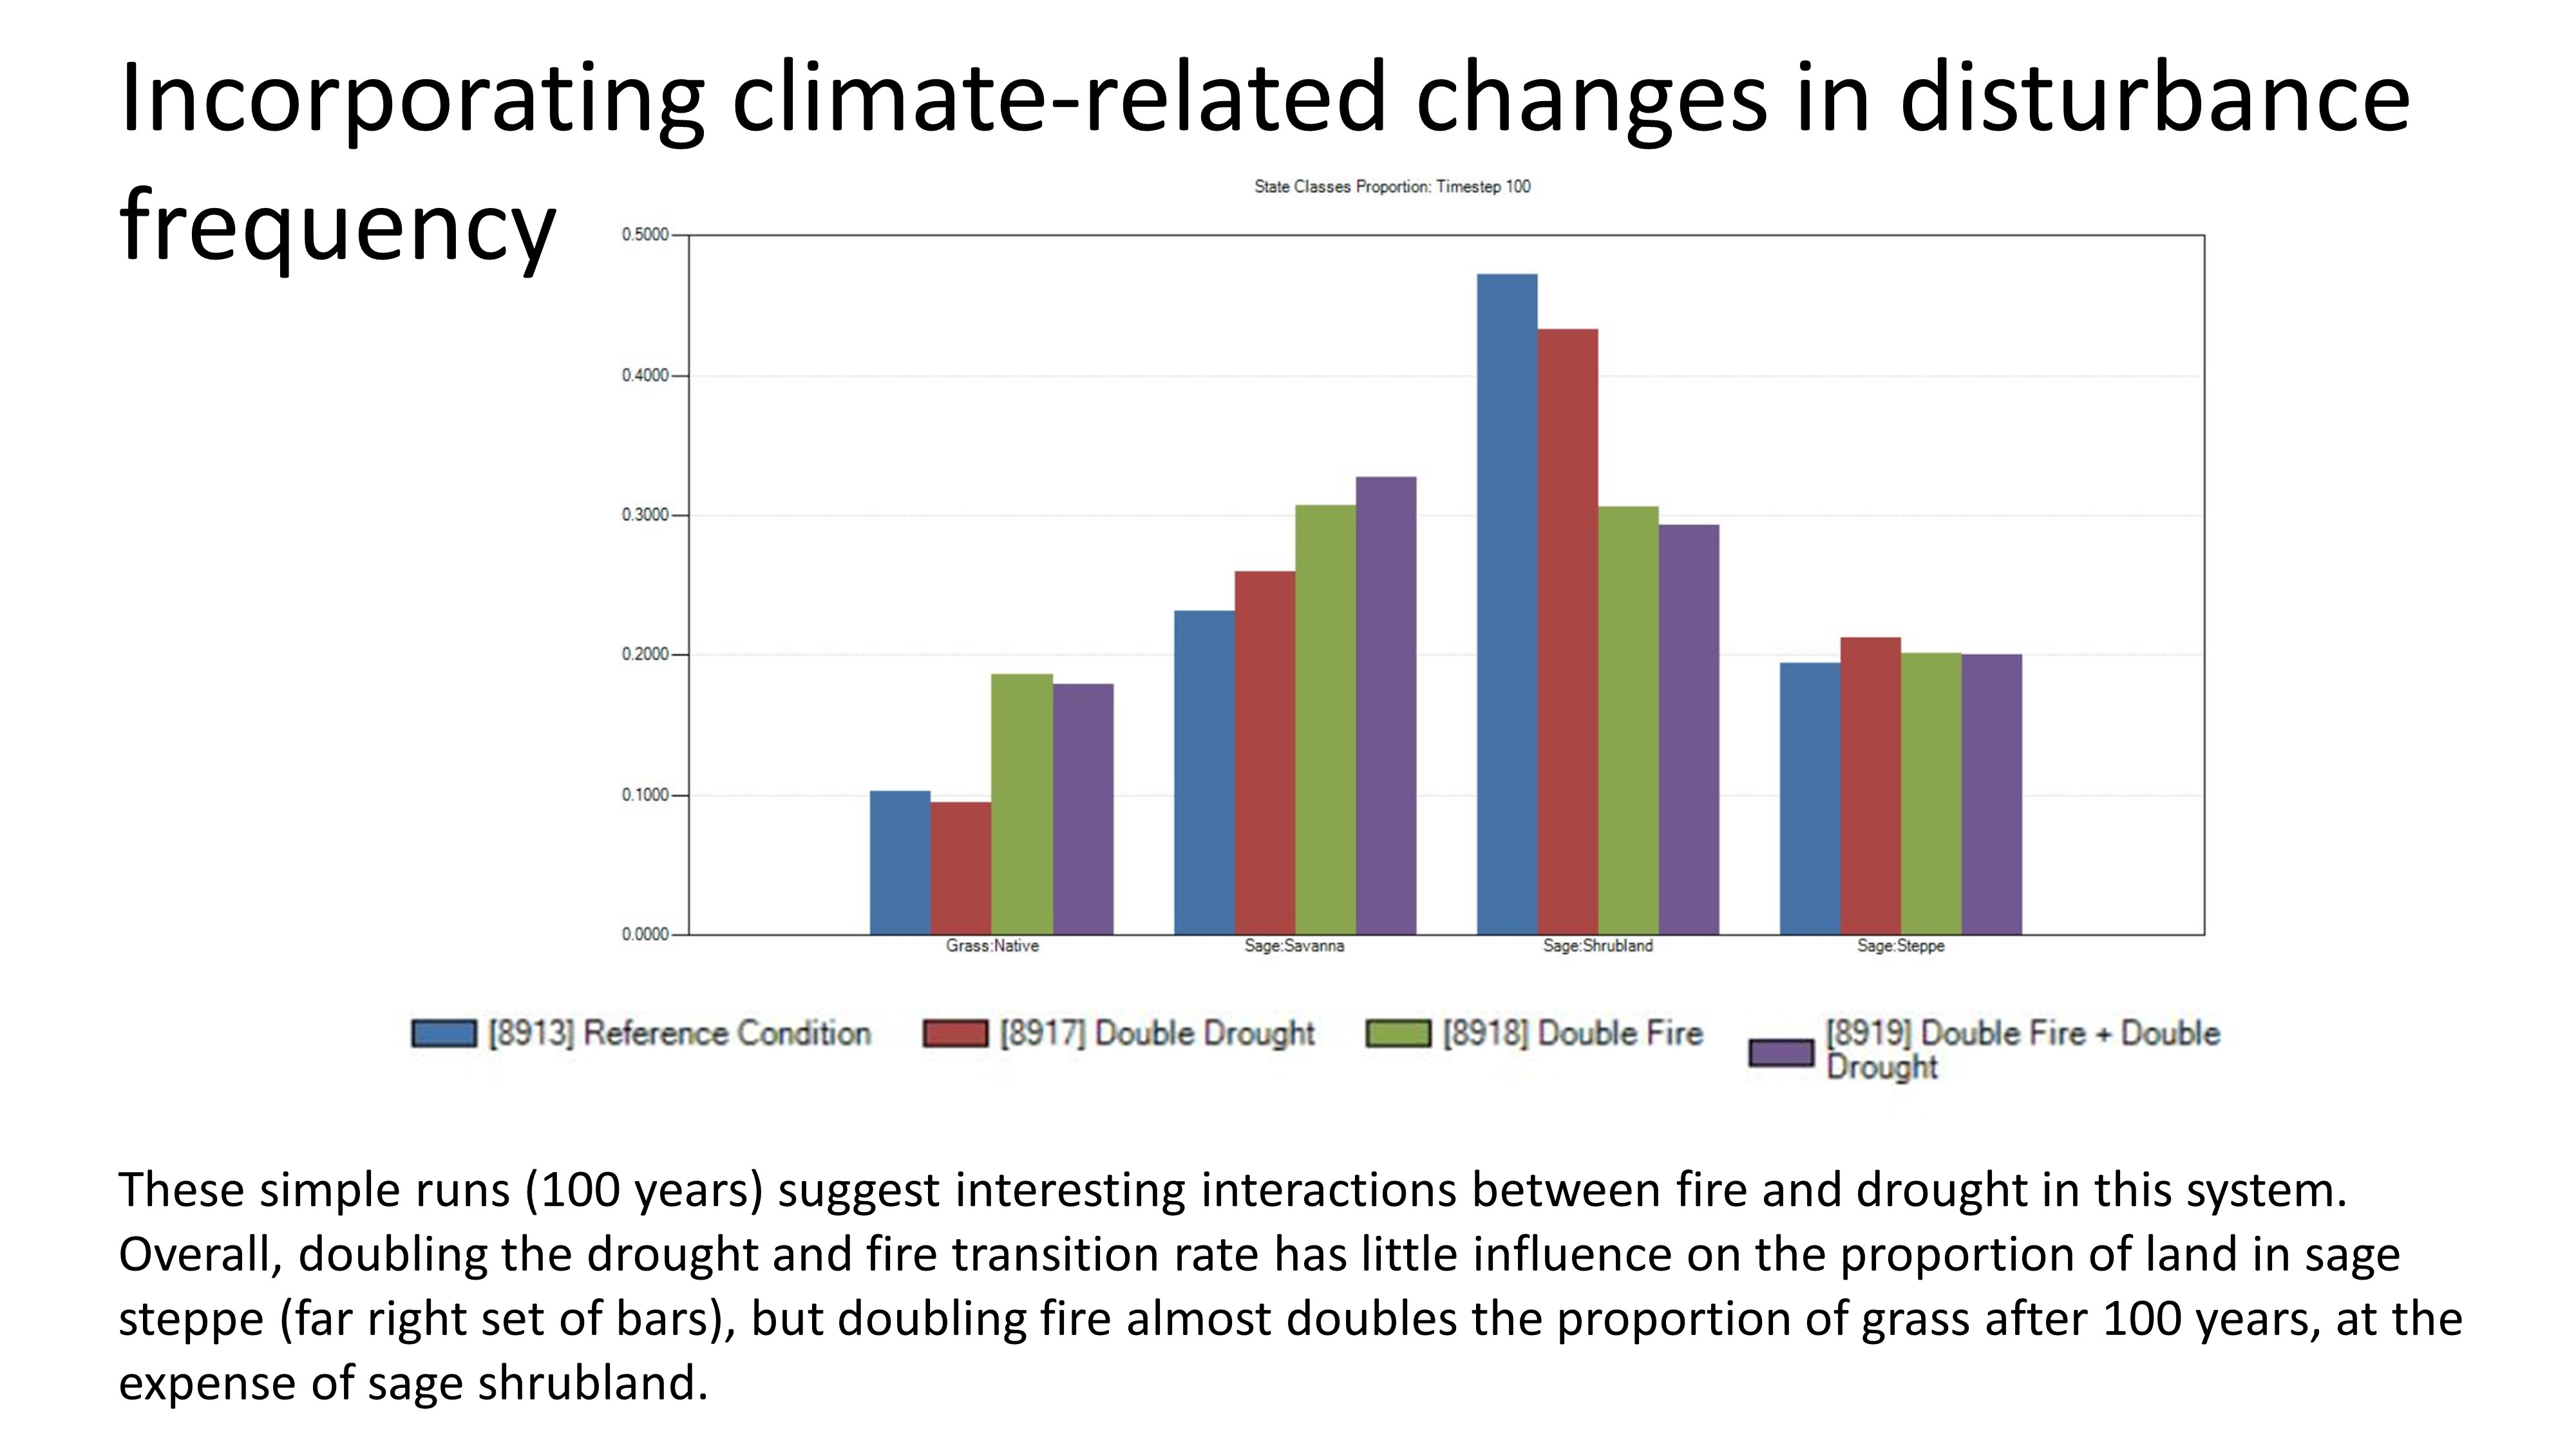 Incorporating climate-related changes in disturbance
frequency
State Classes Proportion: Timestep 100
0.5000
0.4000
0.3000
0.2000
0.1000
0.0000
Grass:Native
Sage:Savanna
Sage:Shrubland
Sage:Steppe
[8913] Reference Condition
[8917] Double Drought
[8918] Double Fire
[8919] Double Fire + Double
Drought
These simple runs (100 years) suggest interesting interactions between fire and drought in this system.
Overall, doubling the drought and fire transition rate has little influence on the proportion of land in sage
steppe (far right set of bars), but doubling fire almost doubles the proportion of grass after 100 years, at the
expense of sage shrubland.